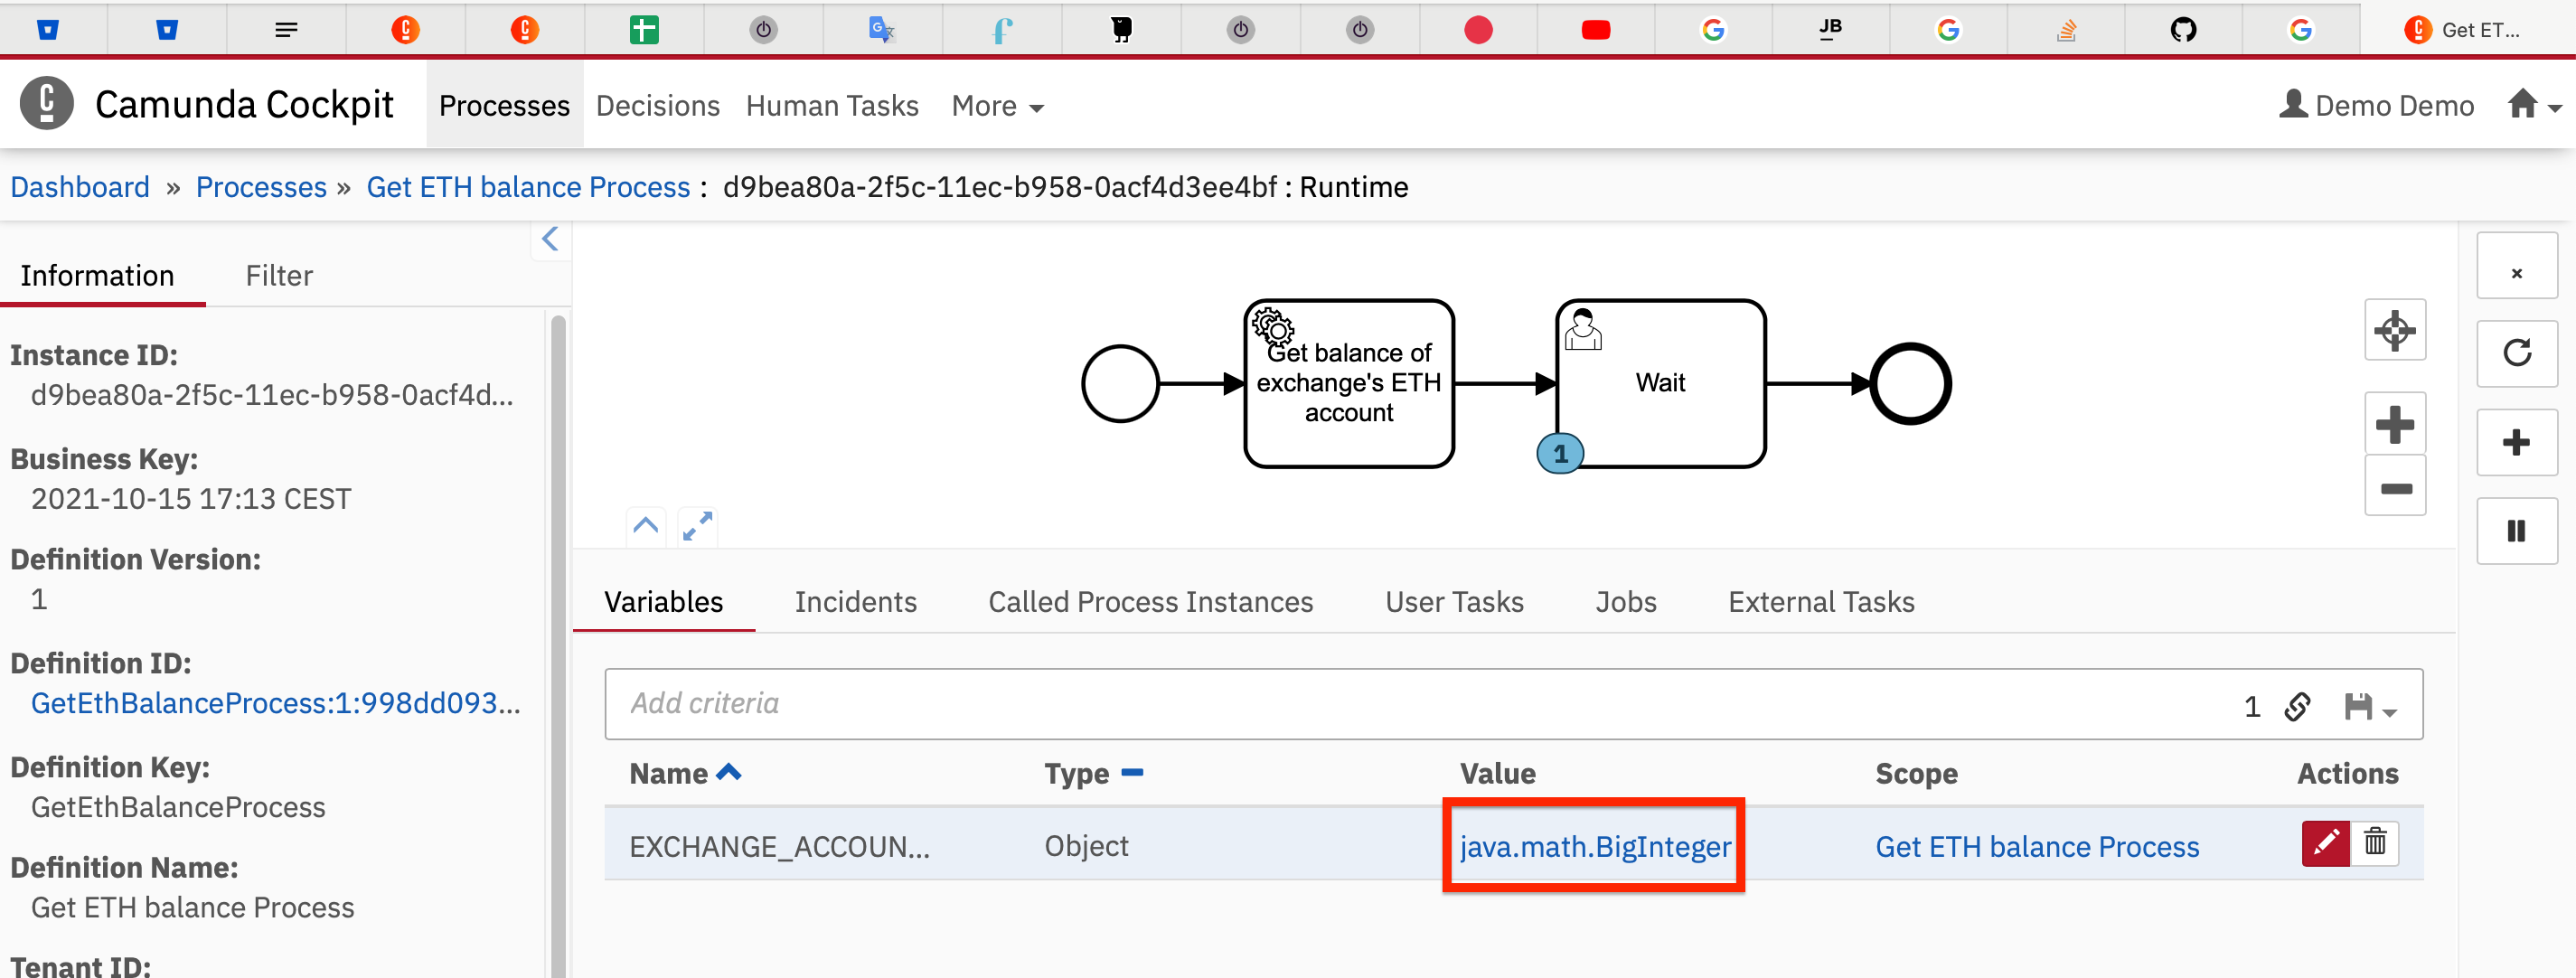 JB
Get ET...
Camunda Cockpit
Processes
Decisions
Human Tasks
More
Demo Demo
Dashboard » Processes » Get ETH balance Process : d9bea80a-2f5c-11ec-b958-0acf4d3ee4bf : Runtime
Information
Filter
Instance ID:
d9bea80a-2f5c-11ec-b958-0acf4d...
Business Key:
2021-10-15 17:13 CEST
Definition Version:
1
Definition ID:
GetEthBalanceProcess:1:998dd093...
Definition Key:
GetEthBalanceProcess
Definition Name:
Get ETH balance Process
Tenant ID:
Get balance of
exchange's ETH
account
Wait
1
Variables
Incidents
Called Process Instances
User Tasks
Jobs
External Tasks
Add criteria
1
Name
Type
Value
Scope
Actions
EXCHANGE_ACCOUN...
Object
java.math.BigInteger
Get ETH balance Process